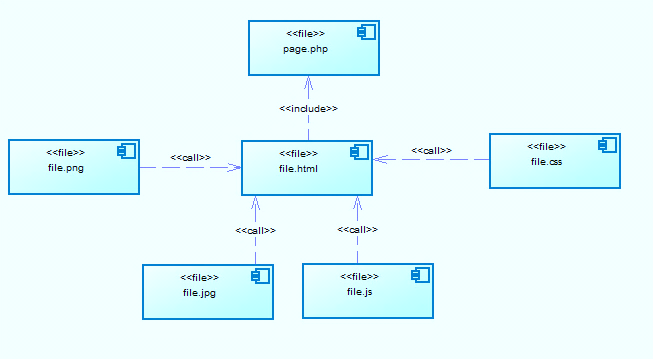 <<file>>
page.php
<<include>>
<<file>>
file.png
<<call>>
<<file>>
file.html
<<call>>
<<file>>
file.css
<<call>>
<<call>>
<<file>>
file.jpg
<<file>>
file.js